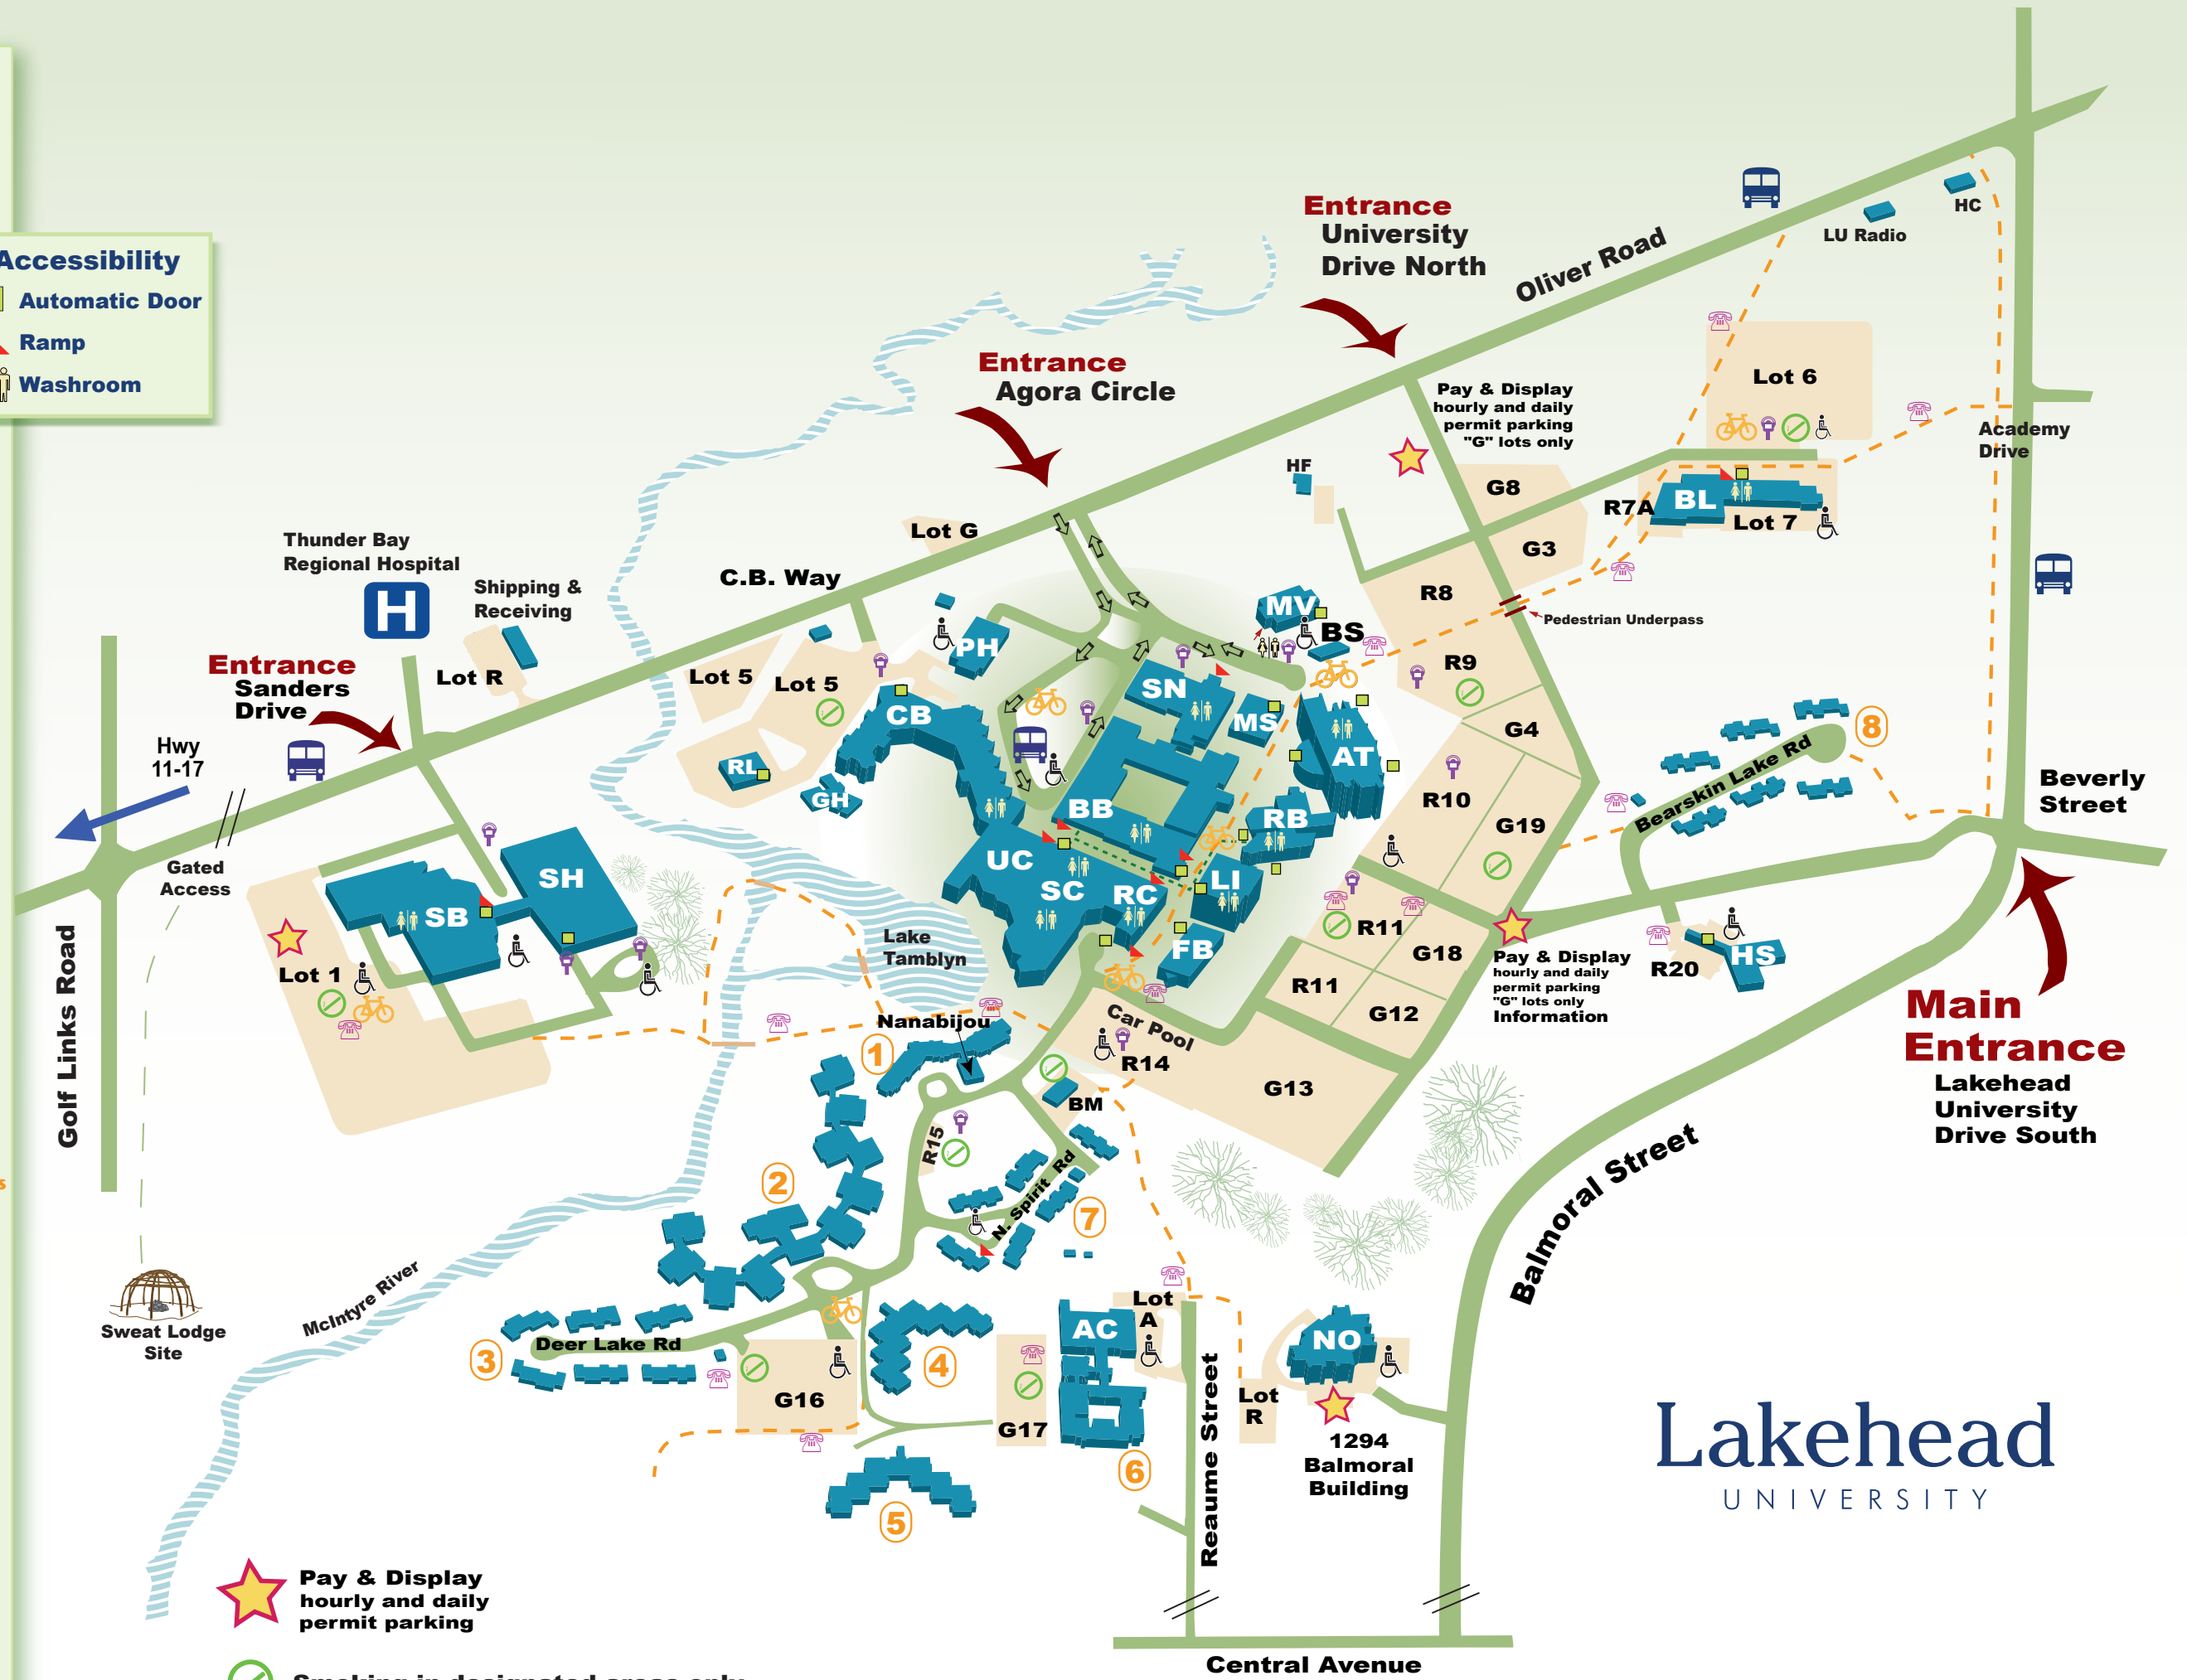 Accessibility
Automatic Door
Ramp
Washroom
Entrance
University
Drive North
Oliver Road
LU Radio
HC
Entrance
Agora Circle
Pay & Display
hourly and daily
permit parking
"G" lots only
Lot 6
Academy
Drive
HF
G8
R7A
BL
Lot 7
G3
Lot G
Thunder Bay
Regional Hospital
H
Shipping &
Receiving
C.B. Way
R8
Pedestrian Underpass
MV
BS
PH
Entrance
Sanders
Drive
Lot R
Lot 5
Lot 5
R9
SN
CB
MS
G4
8
Hwy
11-17
AT
RL
GH
Bearskin Lake Rd
Beverly
Street
R10
BB
RB
G19
UC
Gated
Access
SH
SC
RC
LI
SB
R11
Lake
Tamblyn
FB
G18
Pay & Display
hourly and daily
permit parking
"G" lots only
Information
R20
HS
Lot 1
R11
G12
Golf Links Road
Nanabijou
Car Pool
Main
Entrance
Lakehead
University
Drive South
1
R14
G13
BM
R15
N. Spirit Rd
2
7
Balmoral Street
McIntyre River
Sweat Lodge
Site
Lot
A
AC
NO
Deer Lake Rd
3
4
G16
G17
Lot
R
Reaume Street
1294
Balmoral
Building
6
5
Lakehead
UNIVERSITY
Pay & Display
hourly and daily
permit parking
Smoking in designated areas only
Central Avenue